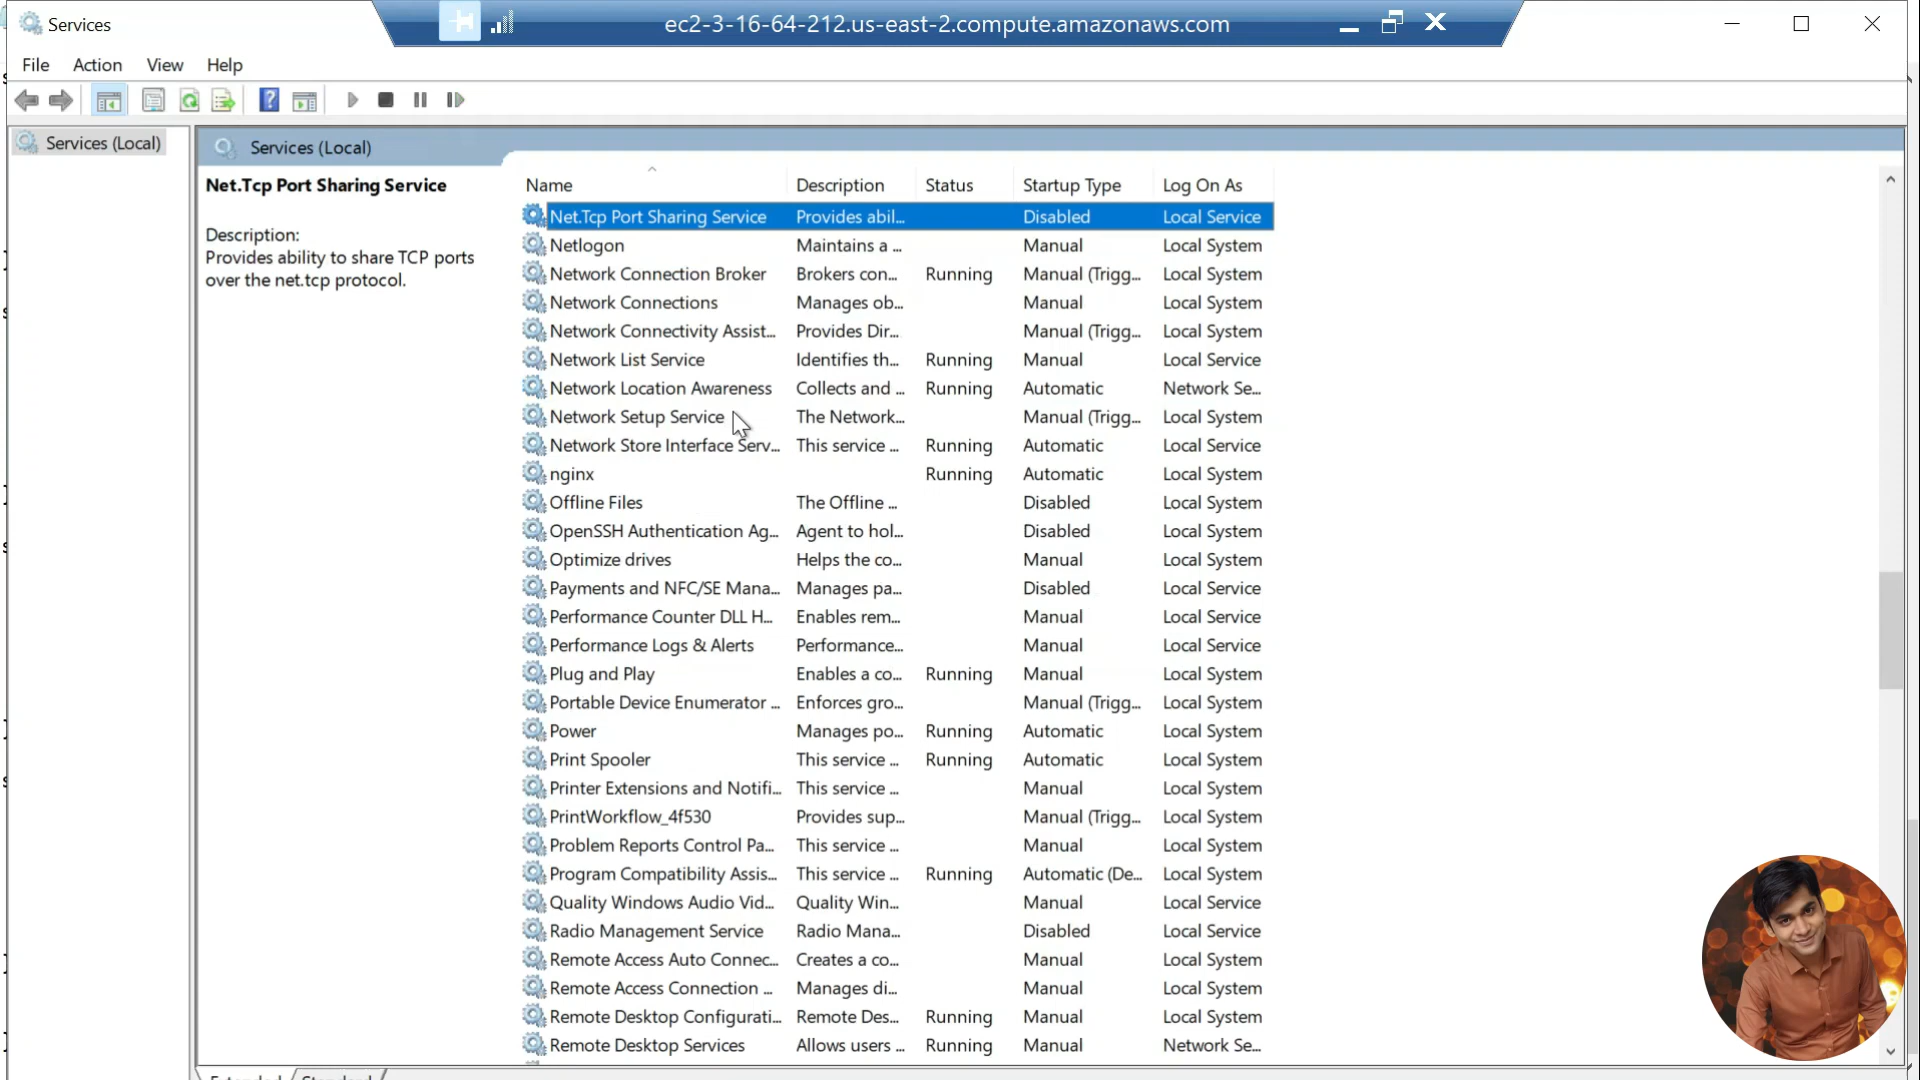 Services
ec2-3-16-64-212.us-east-2.compute.amazonaws.com
File Action View Help
Services (Local)
Services (Local)
Net.Tcp Port Sharing Service
Description:
Provides ability to share TCP ports
over the net.tcp protocol.
Name Description Status Startup Type Log On As
Net.Tcp Port Sharing Service Provides abil... Disabled Local Service
Netlogon Maintains a ... Manual Local System
Network Connection Broker Brokers con... Running Manual (Trigg... Local System
Network Connections Manages ob... Manual Local System
Network Connectivity Assist... Provides Dir... Manual (Trigg... Local System
Network List Service Identifies th... Running Manual Local Service
Network Location Awareness Collects and ... Running Automatic Network Se...
Network Setup Service The Network... Manual (Trigg... Local System
Network Store Interface Serv... This service ... Running Automatic Local Service
nginx Running Automatic Local System
Offline Files The Offline ... Disabled Local System
OpenSSH Authentication Ag... Agent to hol... Disabled Local System
Optimize drives Helps the co... Manual Local System
Payments and NFC/SE Mana... Manages pa... Disabled Local Service
Performance Counter DLL H... Enables rem... Manual Local Service
Performance Logs & Alerts Performance... Manual Local Service
Plug and Play Enables a co... Running Manual Local System
Portable Device Enumerator ... Enforces gro... Manual (Trigg... Local System
Power Manages po... Running Automatic Local System
Print Spooler This service ... Running Automatic Local System
Printer Extensions and Notifi... This service ... Manual Local System
PrintWorkflow_4f530 Provides sup... Manual (Trigg... Local System
Problem Reports Control Pa... This service ... Manual Local System
Program Compatibility Assis... This service ... Running Automatic (De... Local System
Quality Windows Audio Vid... Quality Win... Manual Local Service
Radio Management Service Radio Mana... Disabled Local Service
Remote Access Auto Connec... Creates a co... Manual Local System
Remote Access Connection ... Manages di... Manual Local System
Remote Desktop Configurati... Remote Des... Running Manual Local System
Remote Desktop Services Allows users ... Running Manual Network Se...
Extended Standard